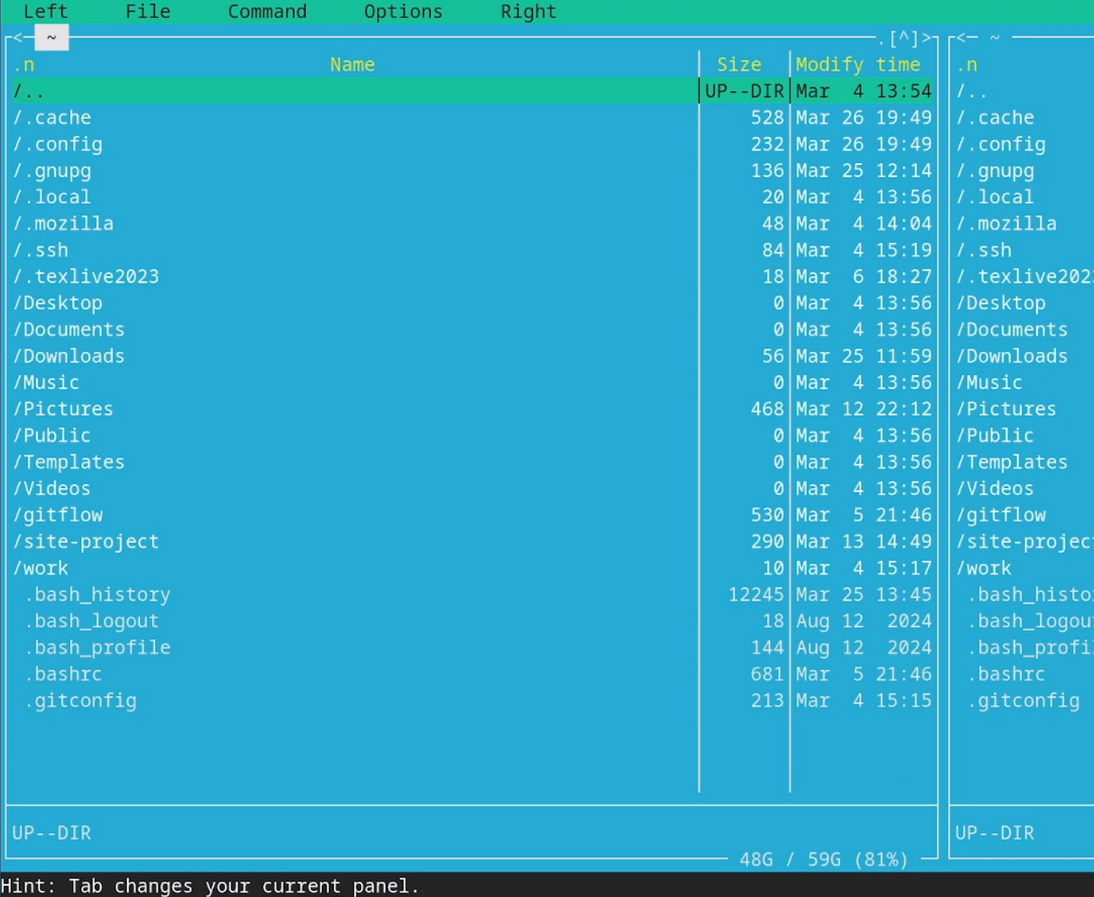 Left File Command Options Right
<─ ~ .[^]> <─ ~
.n Name Size Modify time .n
/.. UP--DIR Mar 4 13:54 /..
/.cache 528 Mar 26 19:49 /.cache
/.config 232 Mar 26 19:49 /.config
/.gnupg 136 Mar 25 12:14 /.gnupg
/.local 20 Mar 4 13:56 /.local
/.mozilla 48 Mar 4 14:04 /.mozilla
/.ssh 84 Mar 4 15:19 /.ssh
/.texlive2023 18 Mar 6 18:27 /.texlive202
/Desktop 0 Mar 4 13:56 /Desktop
/Documents 0 Mar 4 13:56 /Documents
/Downloads 56 Mar 25 11:59 /Downloads
/Music 0 Mar 4 13:56 /Music
/Pictures 468 Mar 12 22:12 /Pictures
/Public 0 Mar 4 13:56 /Public
/Templates 0 Mar 4 13:56 /Templates
/Videos 0 Mar 4 13:56 /Videos
/gitflow 530 Mar 5 21:46 /gitflow
/site-project 290 Mar 13 14:49 /site-projec
/work 10 Mar 4 15:17 /work
.bash_history 12245 Mar 25 13:45 .bash_histo
.bash_logout 18 Aug 12 2024 .bash_logou
.bash_profile 144 Aug 12 2024 .bash_profi
.bashrc 681 Mar 5 21:46 .bashrc
.gitconfig 213 Mar 4 15:15 .gitconfig
UP--DIR UP--DIR
48G / 59G (81%)
Hint: Tab changes your current panel.